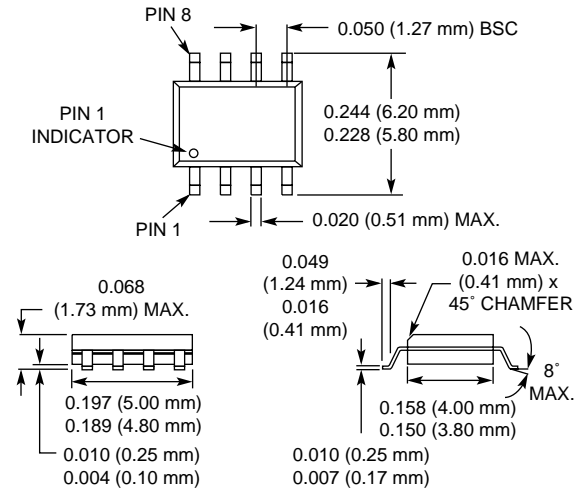 PIN 8
0.050 (1.27 mm) BSC
PIN 1
INDICATOR
0.244 (6.20 mm)
0.228 (5.80 mm)
PIN 1
0.020 (0.51 mm) MAX.
0.068
(1.73 mm) MAX.
0.197 (5.00 mm)
0.189 (4.80 mm)
0.010 (0.25 mm)
0.004 (0.10 mm)
0.049
(1.24 mm)
0.016
(0.41 mm)
0.016 MAX.
(0.41 mm) x
45° CHAMFER
8°
MAX.
0.158 (4.00 mm)
0.150 (3.80 mm)
0.010 (0.25 mm)
0.007 (0.17 mm)